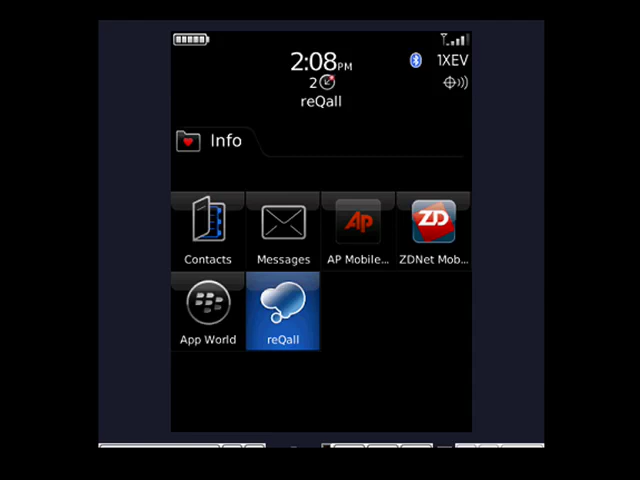 2:08PM
1XEV
2
reQall
Info
Contacts
Messages
AP
AP Mobile...
ZD
ZDNet Mob...
App World
reQall